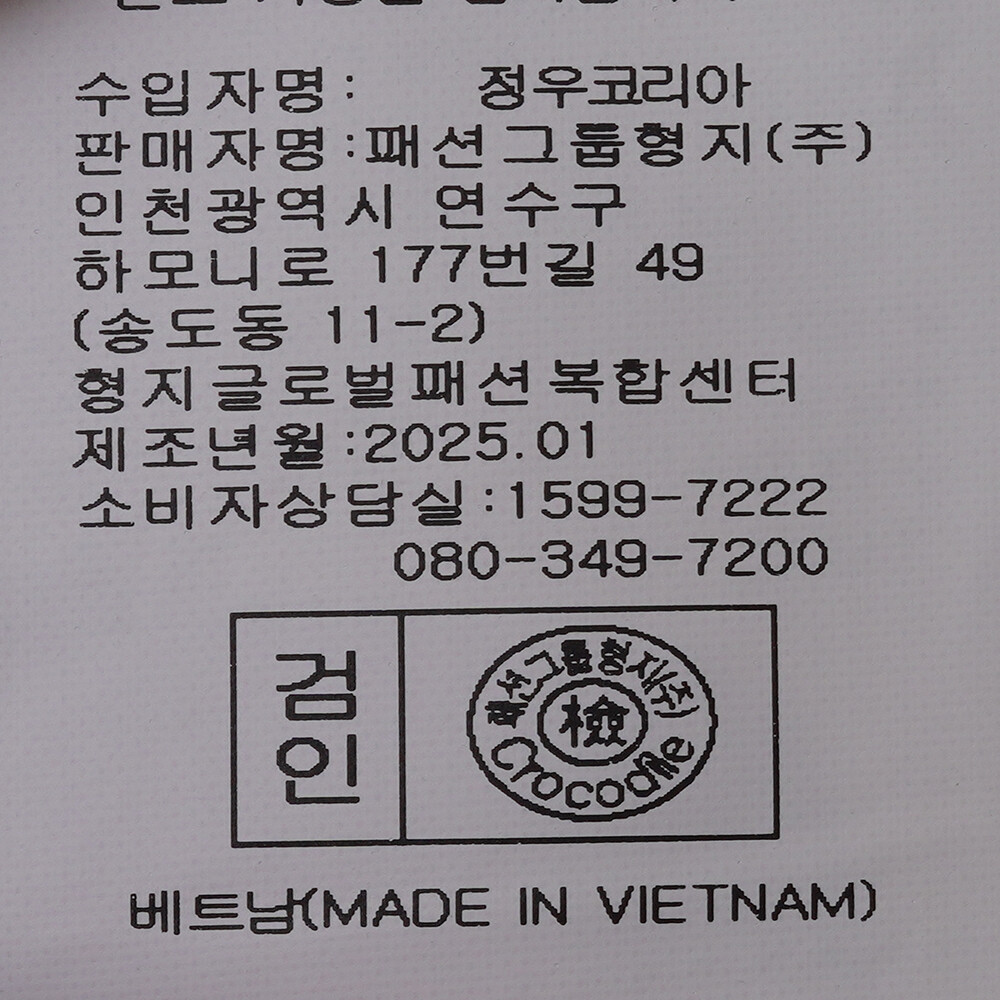 수입자명: 정우코리아
판매자명:패션그룹형지(주)
인천광역시 연수구
하모니로 177번길 49
(송도동 11-2)
형지글로벌패션복합센터
제조년월:2025.01
소비자상담실:1599-7222
080-349-7200
검인
패션그룹형지(주)
檢
Crocodile
베트남(MADE IN VIETNAM)